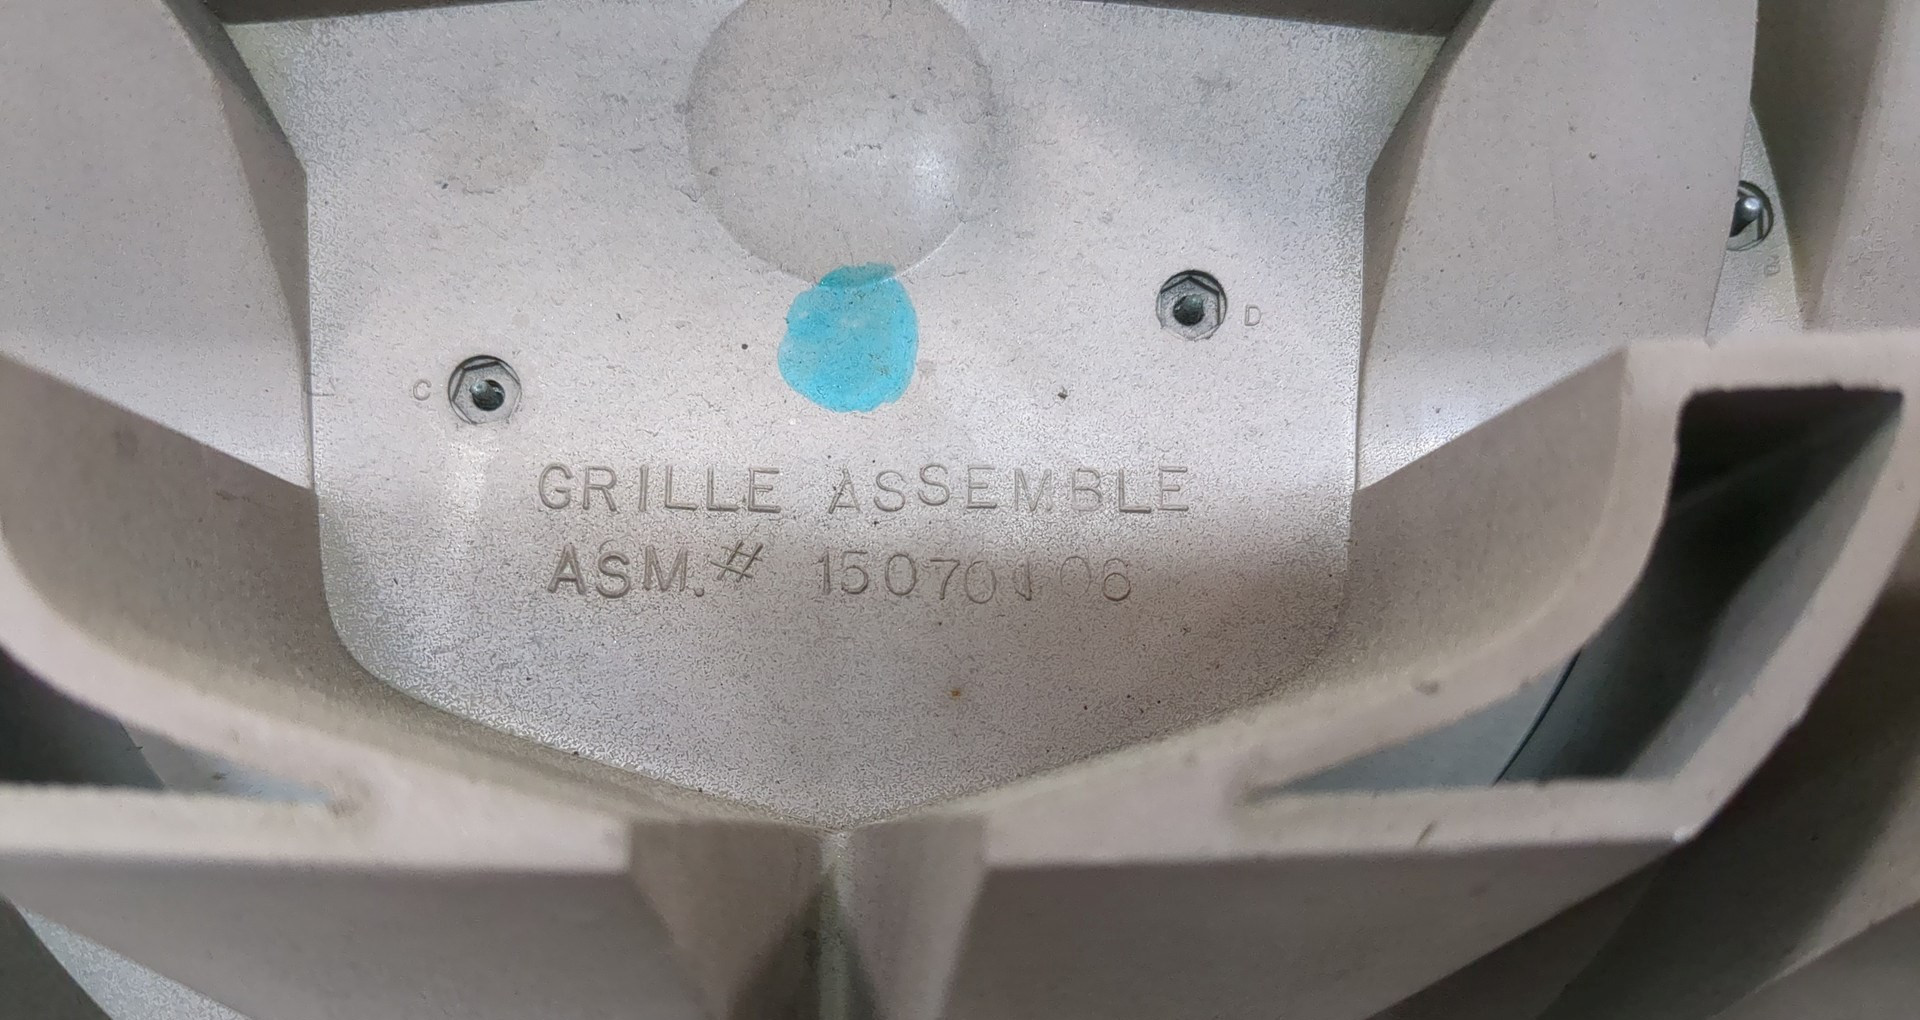 D
C
GRILLE ASSEMBLE
ASM.# 15070106